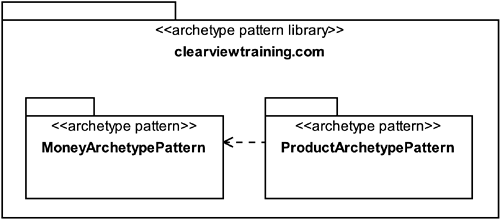 <<archetype pattern library>>
clearviewtraining.com
<<archetype pattern>>
MoneyArchetypePattern
<<archetype pattern>>
ProductArchetypePattern